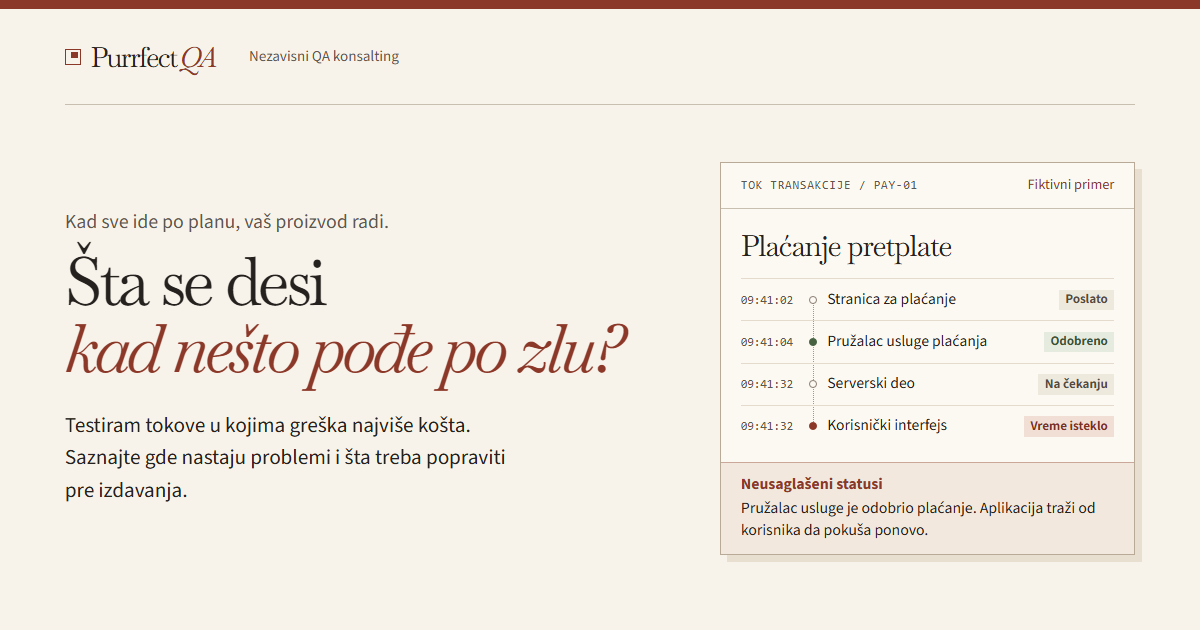 PurrfectQA
Nezavisni QA konsalting
Kad sve ide po planu, vaš proizvod radi.
Šta se desi
kad nešto pođe po zlu?
Testiram tokove u kojima greška najviše košta.
Saznajte gde nastaju problemi i šta treba popraviti
pre izdavanja.
TOK TRANSAKCIJE / PAY-01
Fiktivni primer
Plaćanje pretplate
09:41:02 Stranica za plaćanje Poslato
09:41:04 Pružalac usluge plaćanja Odobreno
09:41:32 Serverski deo Na čekanju
09:41:32 Korisnički interfejs Vreme isteklo
Neusaglašeni statusi
Pružalac usluge je odobrio plaćanje. Aplikacija traži od
korisnika da pokuša ponovo.